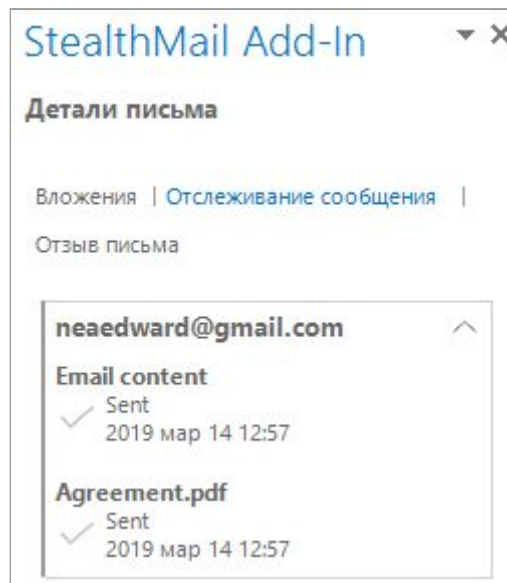 StealthMail Add-In
Детали письма
Вложения | Отслеживание сообщения |
Отзыв письма
neaedward@gmail.com
Email content
Sent
2019 мар 14 12:57
Agreement.pdf
Sent
2019 мар 14 12:57